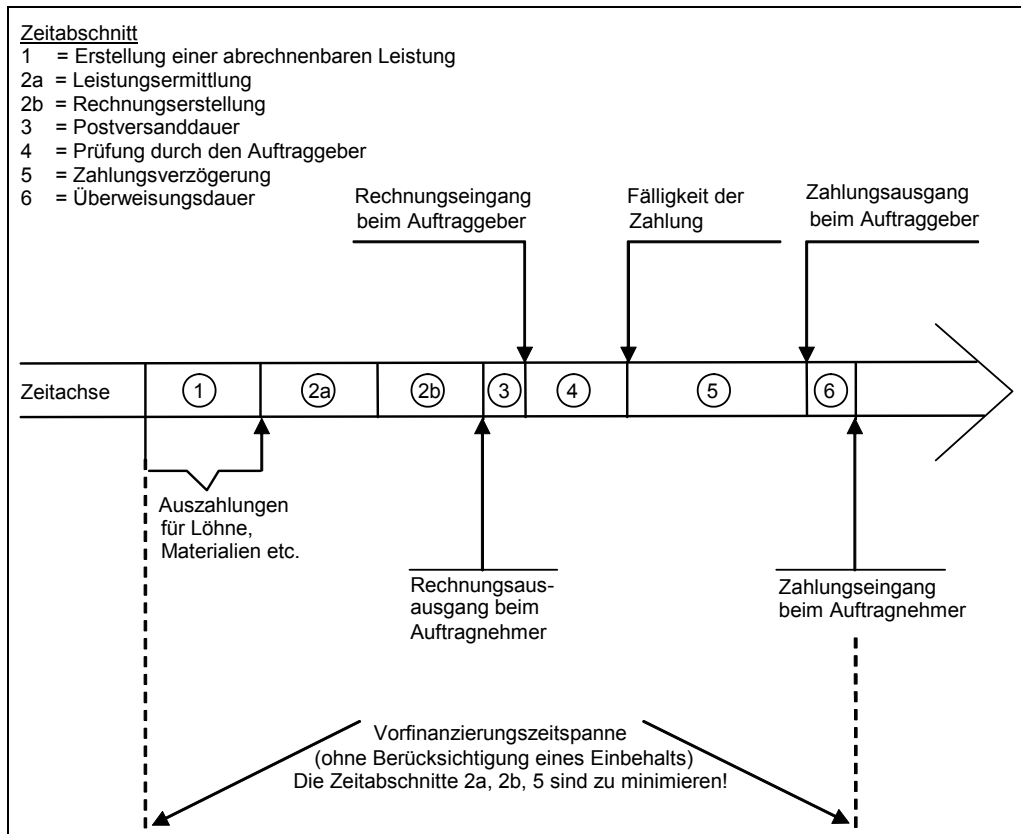 Zeitabschnitt
1 = Erstellung einer abrechnenbaren Leistung
2a = Leistungsermittlung
2b = Rechnungserstellung
3 = Postversanddauer
4 = Prüfung durch den Auftraggeber
5 = Zahlungsverzögerung
6 = Überweisungsdauer
Rechnungseingang
beim Auftraggeber
Fälligkeit der
Zahlung
Zahlungsausgang
beim Auftraggeber
Zeitachse
1
2a
2b
3
4
5
6
Auszahlungen
für Löhne,
Materialien etc.
Rechnungsaus-
ausgang beim
Auftragnehmer
Zahlungseingang
beim Auftragnehmer
Vorfinanzierungszeitspanne
(ohne Berücksichtigung eines Einbehalts)
Die Zeitabschnitte 2a, 2b, 5 sind zu minimieren!